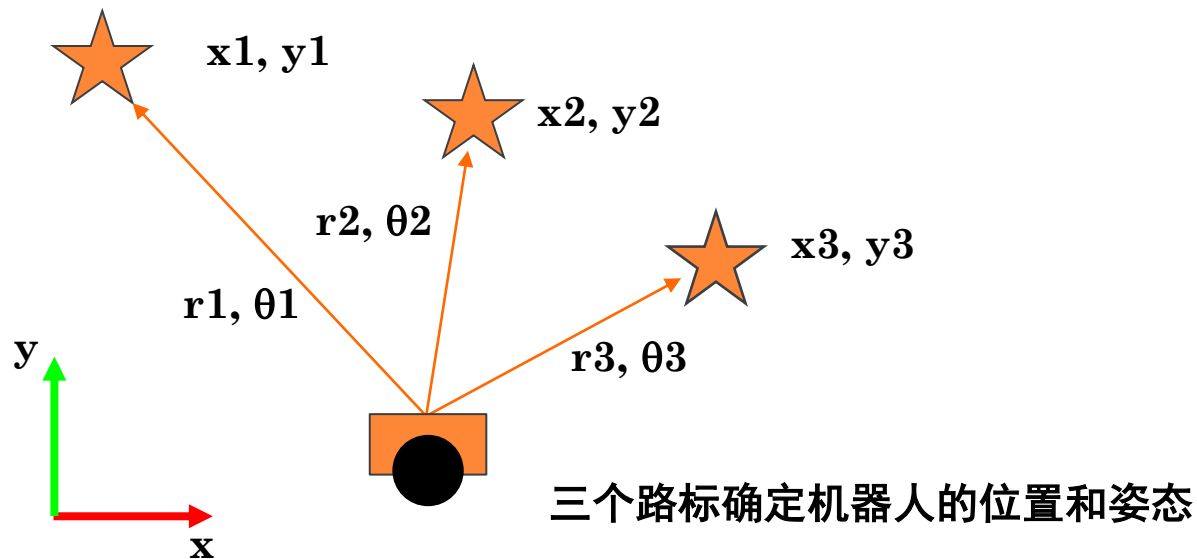 x1, y1
x2, y2
r2, θ2
x3, y3
r1, θ1
y
r3, θ3
三个路标确定机器人的位置和姿态
x